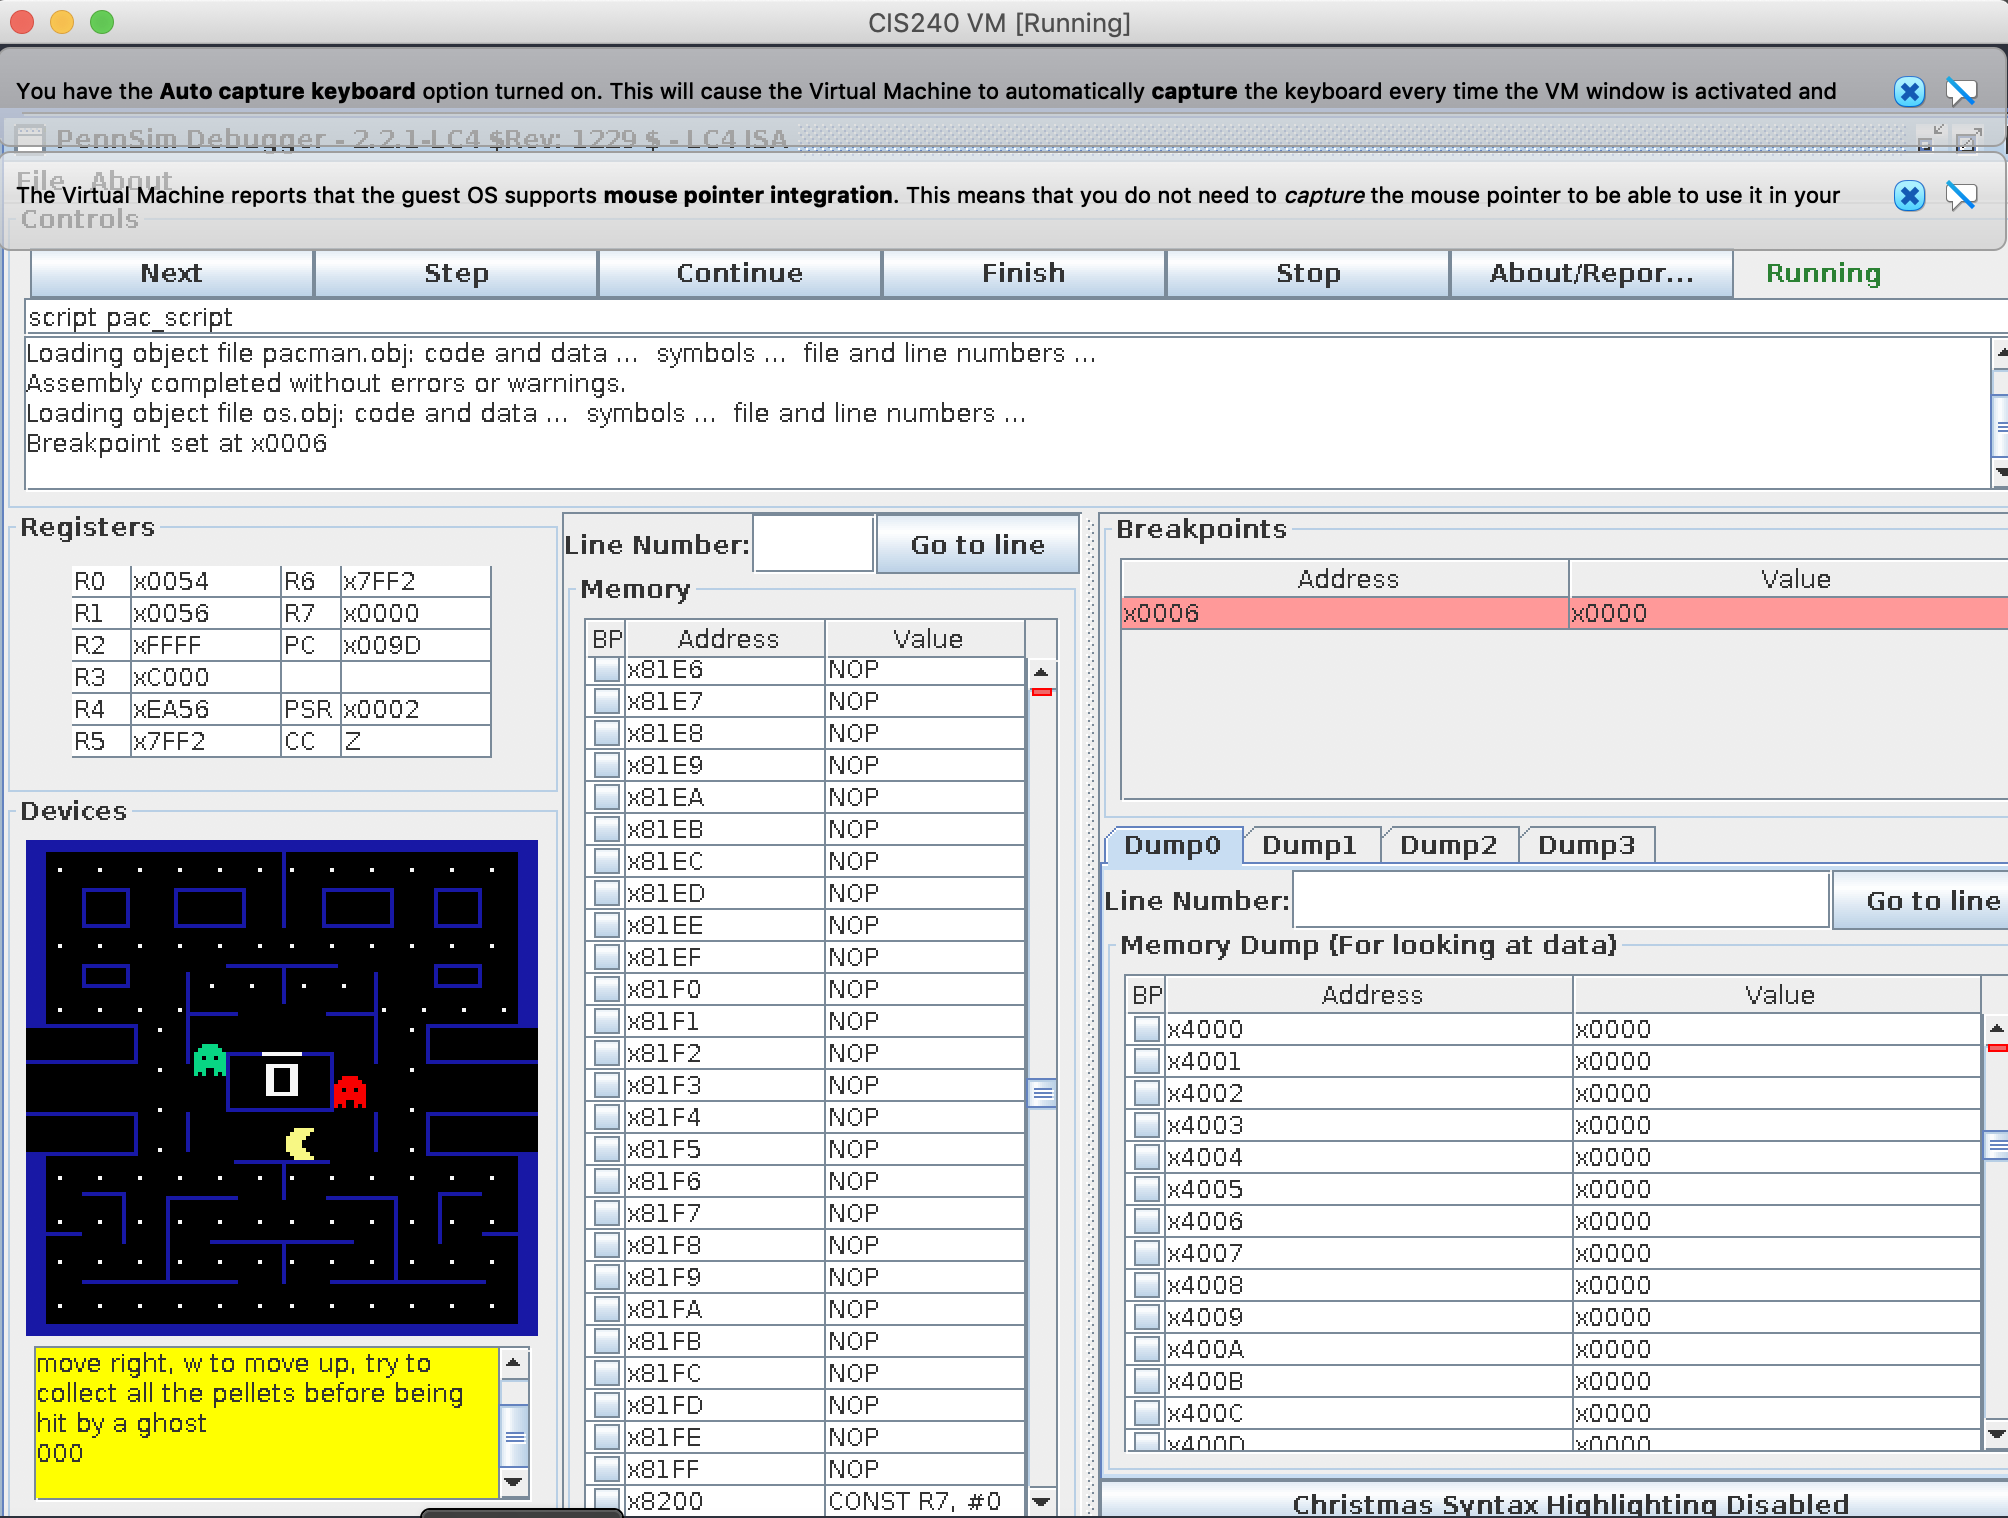 CIS240 VM [Running]
You have the Auto capture keyboard option turned on. This will cause the Virtual Machine to automatically capture the keyboard every time the VM window is activated and
PennSim Debugger - 2.2.1-LC4 $Rev: 1229 $ - LC4 ISA
File About
The Virtual Machine reports that the guest OS supports mouse pointer integration. This means that you do not need to capture the mouse pointer to be able to use it in your
Controls
Next Step Continue Finish Stop About/Repor... Running
script pac_script
Loading object file pacman.obj: code and data ... symbols ... file and line numbers ...
Assembly completed without errors or warnings.
Loading object file os.obj: code and data ... symbols ... file and line numbers ...
Breakpoint set at x0006
Registers
R0 x0054 R6 x7FF2
R1 x0056 R7 x0000
R2 xFFFF PC x009D
R3 xC000
R4 xEA56 PSR x0002
R5 x7FF2 CC Z
Devices
move right, w to move up, try to
collect all the pellets before being
hit by a ghost
000
Line Number: Go to line
Memory
BP Address Value
x81E6 NOP
x81E7 NOP
x81E8 NOP
x81E9 NOP
x81EA NOP
x81EB NOP
x81EC NOP
x81ED NOP
x81EE NOP
x81EF NOP
x81F0 NOP
x81F1 NOP
x81F2 NOP
x81F3 NOP
x81F4 NOP
x81F5 NOP
x81F6 NOP
x81F7 NOP
x81F8 NOP
x81F9 NOP
x81FA NOP
x81FB NOP
x81FC NOP
x81FD NOP
x81FE NOP
x81FF NOP
x8200 CONST R7, #0
Breakpoints
Address Value
x0006 x0000
Dump0 Dump1 Dump2 Dump3
Line Number: Go to line
Memory Dump (For looking at data)
BP Address Value
x4000 x0000
x4001 x0000
x4002 x0000
x4003 x0000
x4004 x0000
x4005 x0000
x4006 x0000
x4007 x0000
x4008 x0000
x4009 x0000
x400A x0000
x400B x0000
x400C x0000
x400D x0000
Christmas Syntax Highlighting Disabled